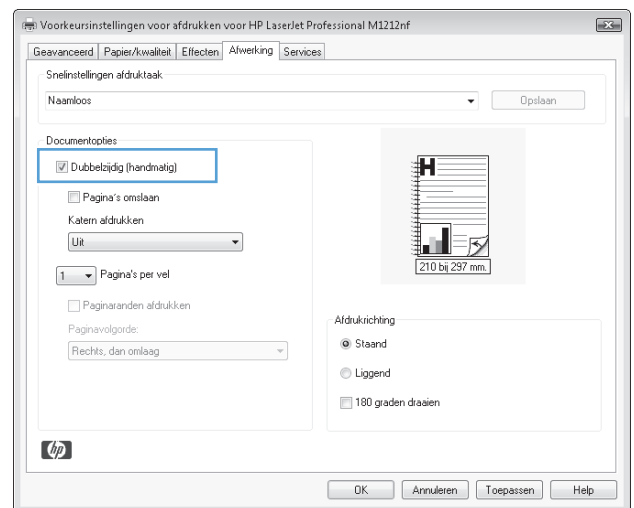 Voorkeursinstellingen voor afdrukken voor HP LaserJet Professional M1212nf
Geavanceerd Papier/kwaliteit Effecten Afwerking Services
Snelinstellingen afdruktaak
Naamloos Opslaan
Documentopties
Dubbelzijdig (handmatig)
Pagina's omslaan
Katern afdrukken
Uit
1 Pagina's per vel
Paginaranden afdrukken
Paginavolgorde:
Rechts, dan omlaag
H
210 bij 297 mm.
Afdrukrichting
Staand
Liggend
180 graden draaien
hp
OK Annuleren Toepassen Help